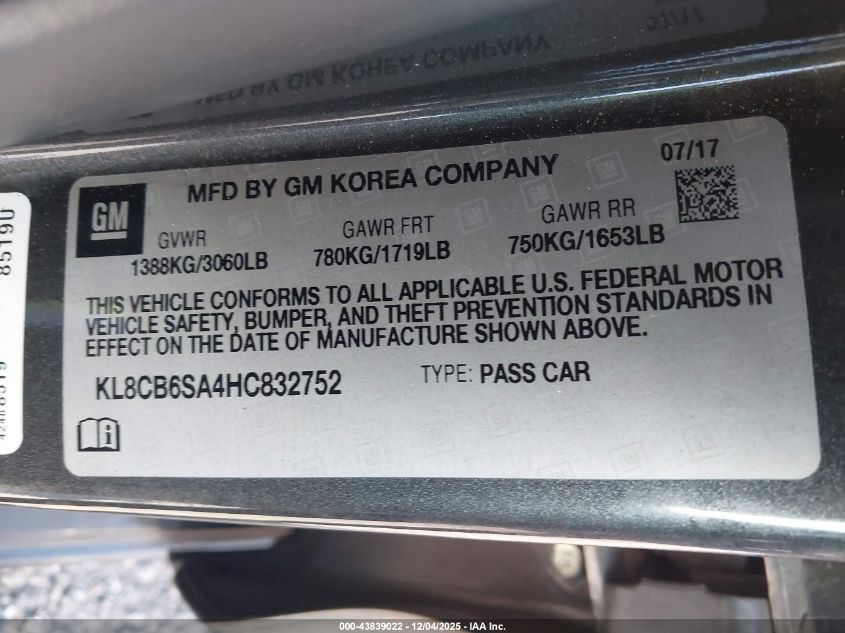 MFD BY GM KOREA COMPANY
07/17
GM
GVWR
1388KG/3060LB
GAWR FRT
780KG/1719LB
GAWR RR
750KG/1653LB
THIS VEHICLE CONFORMS TO ALL APPLICABLE U.S. FEDERAL MOTOR
VEHICLE SAFETY, BUMPER, AND THEFT PREVENTION STANDARDS IN
EFFECT ON THE DATE OF MANUFACTURE SHOWN ABOVE.
KL8CB6SA4HC832752
TYPE: PASS CAR
8519U
000-43839022 - 12/04/2025 - IAA Inc.